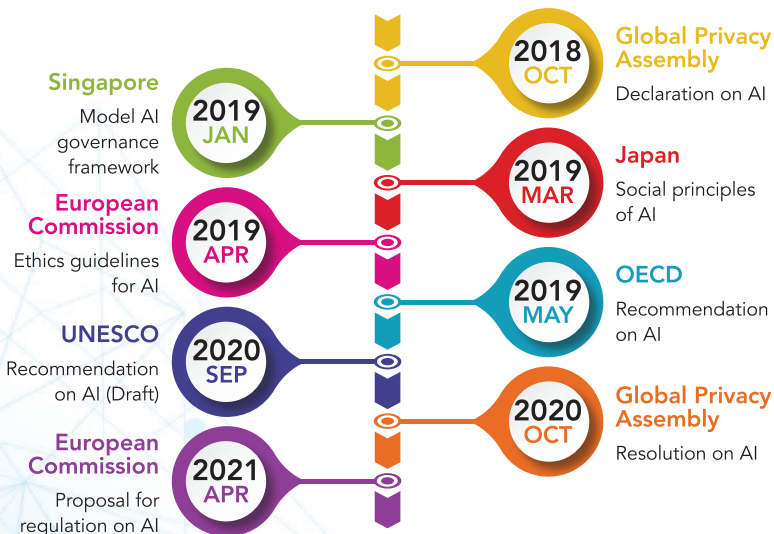 2018
OCT
Global Privacy
Assembly
Declaration on AI
Singapore
Model AI
governance
framework
2019
JAN
2019
MAR
Japan
Social principles
of AI
European
Commission
Ethics guidelines
for AI
2019
APR
2019
MAY
OECD
Recommendation
on AI
UNESCO
Recommendation
on AI (Draft)
2020
SEP
2020
OCT
Global Privacy
Assembly
Resolution on AI
European
Commission
Proposal for
regulation on AI
2021
APR